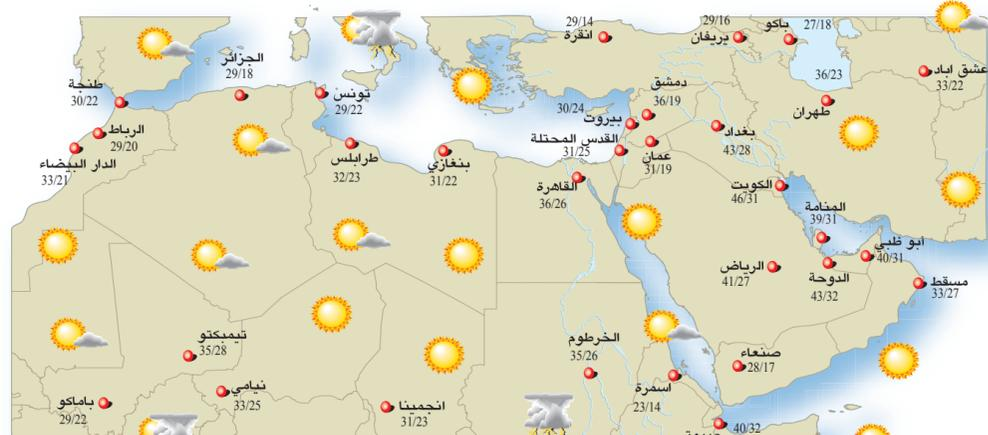 29/14
انقرة
29/16
يريفان
باكو
27/18
36/23
عشق اباد
33/22
طهران
الجزائر
29/18
طنجة
30/22
تونس
29/22
دمشق
36/19
30/24
بيروت
القدس المحتلة
31/25
عمان
31/19
بغداد
43/28
الرباط
29/20
الدار البيضاء
33/21
طرابلس
32/23
بنغازي
31/22
القاهرة
36/26
الكويت
46/31
المنامة
39/31
أبو ظبي
40/31
الدوحة
43/32
الرياض
41/27
مسقط
33/27
تيمبكتو
35/28
الخرطوم
35/26
صنعاء
28/17
نيامي
33/25
باماكو
29/22
انجمينا
31/23
اسمرة
23/14
40/32